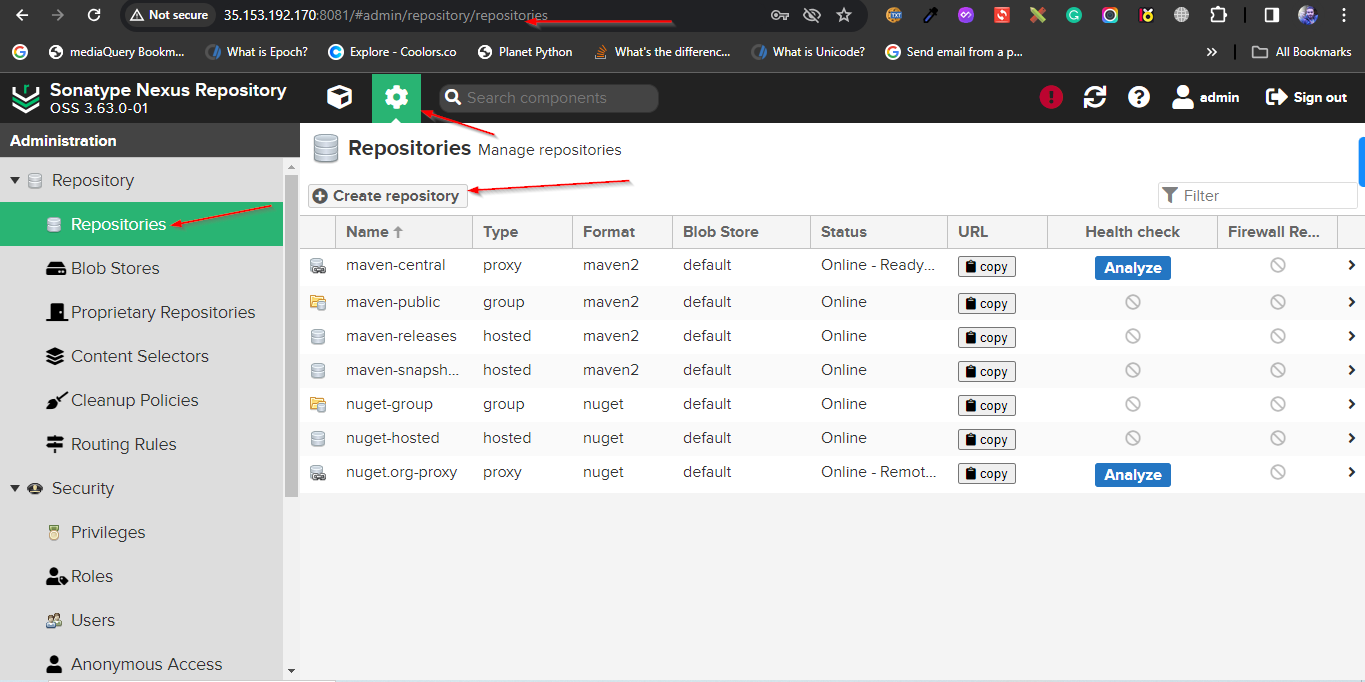 Not secure 35.153.192.170:8081/#admin/repository/repositories
mediaQuery Bookm... What is Epoch? Explore - Coolors.co Planet Python What's the differenc... What is Unicode? Send email from a p... » All Bookmarks
Sonatype Nexus Repository
OSS 3.63.0-01
Search components
admin
Sign out
Administration
Repository
Repositories
Blob Stores
Proprietary Repositories
Content Selectors
Cleanup Policies
Routing Rules
Security
Privileges
Roles
Users
Anonymous Access
Repositories Manage repositories
Create repository
Filter
Name Type Format Blob Store Status URL Health check Firewall Re...
maven-central proxy maven2 default Online - Ready... copy Analyze
maven-public group maven2 default Online copy
maven-releases hosted maven2 default Online copy
maven-snapsh... hosted maven2 default Online copy
nuget-group group nuget default Online copy
nuget-hosted hosted nuget default Online copy
nuget.org-proxy proxy nuget default Online - Remot... copy Analyze